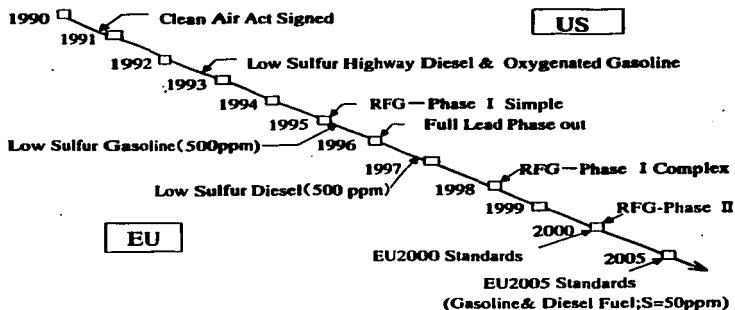 1990
Clean Air Act Signed
US
1991
1992
Low Sulfur Highway Diesel & Oxygenated Gasoline
1993
1994
RFG－Phase I Simple
1995
Full Lead Phase out
Low Sulfur Gasoline(500ppm)
1996
1997
RFG－Phase I Complex
Low Sulfur Diesel(500 ppm)
1998
1999
RFG-Phase II
EU
2000
EU2000 Standards
2005
EU2005 Standards
(Gasoline& Diesel Fuel;S=50ppm)